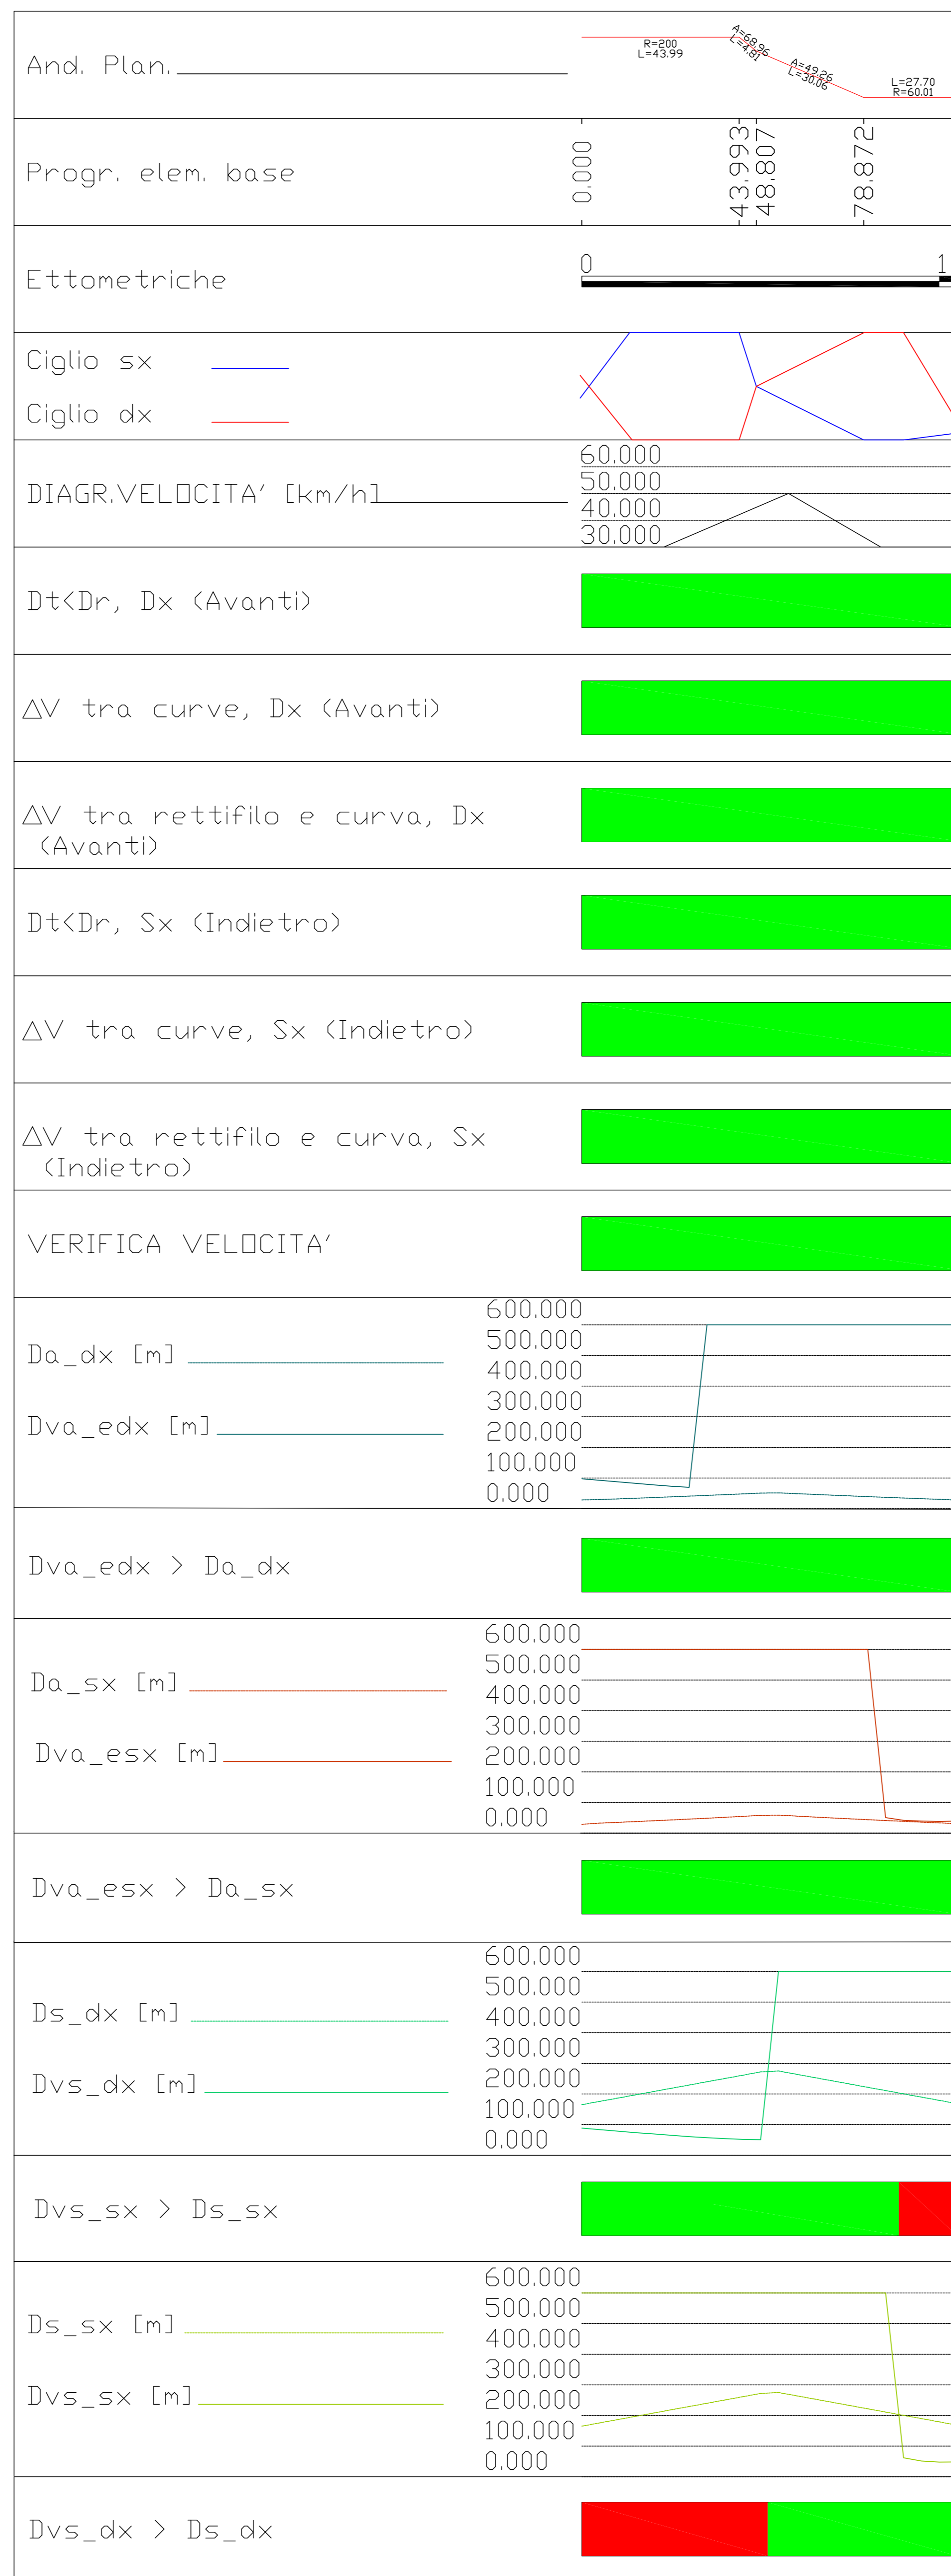 And. Plan.
R=200
L=43.99
A=68.96
L=4.81
A=49.26
L=30.06
L=27.70
R=60.01
Progr. elem. base
0.000
43.993
48.807
78.872
Ettometriche
0
1
Ciglio sx
Ciglio dx
DIAGR.VELOCITA' [km/h]
60.000
50.000
40.000
30.000
Dt<Dr, Dx (Avanti)
ΔV tra curve, Dx (Avanti)
ΔV tra rettifilo e curva, Dx
(Avanti)
Dt<Dr, Sx (Indietro)
ΔV tra curve, Sx (Indietro)
ΔV tra rettifilo e curva, Sx
(Indietro)
VERIFICA VELOCITA'
Da_dx [m]
Dva_edx [m]
600.000
500.000
400.000
300.000
200.000
100.000
0.000
Dva_edx > Da_dx
Da_sx [m]
Dva_esx [m]
600.000
500.000
400.000
300.000
200.000
100.000
0.000
Dva_esx > Da_sx
Ds_dx [m]
Dvs_dx [m]
600.000
500.000
400.000
300.000
200.000
100.000
0.000
Dvs_sx > Ds_sx
Ds_sx [m]
Dvs_sx [m]
600.000
500.000
400.000
300.000
200.000
100.000
0.000
Dvs_dx > Ds_dx